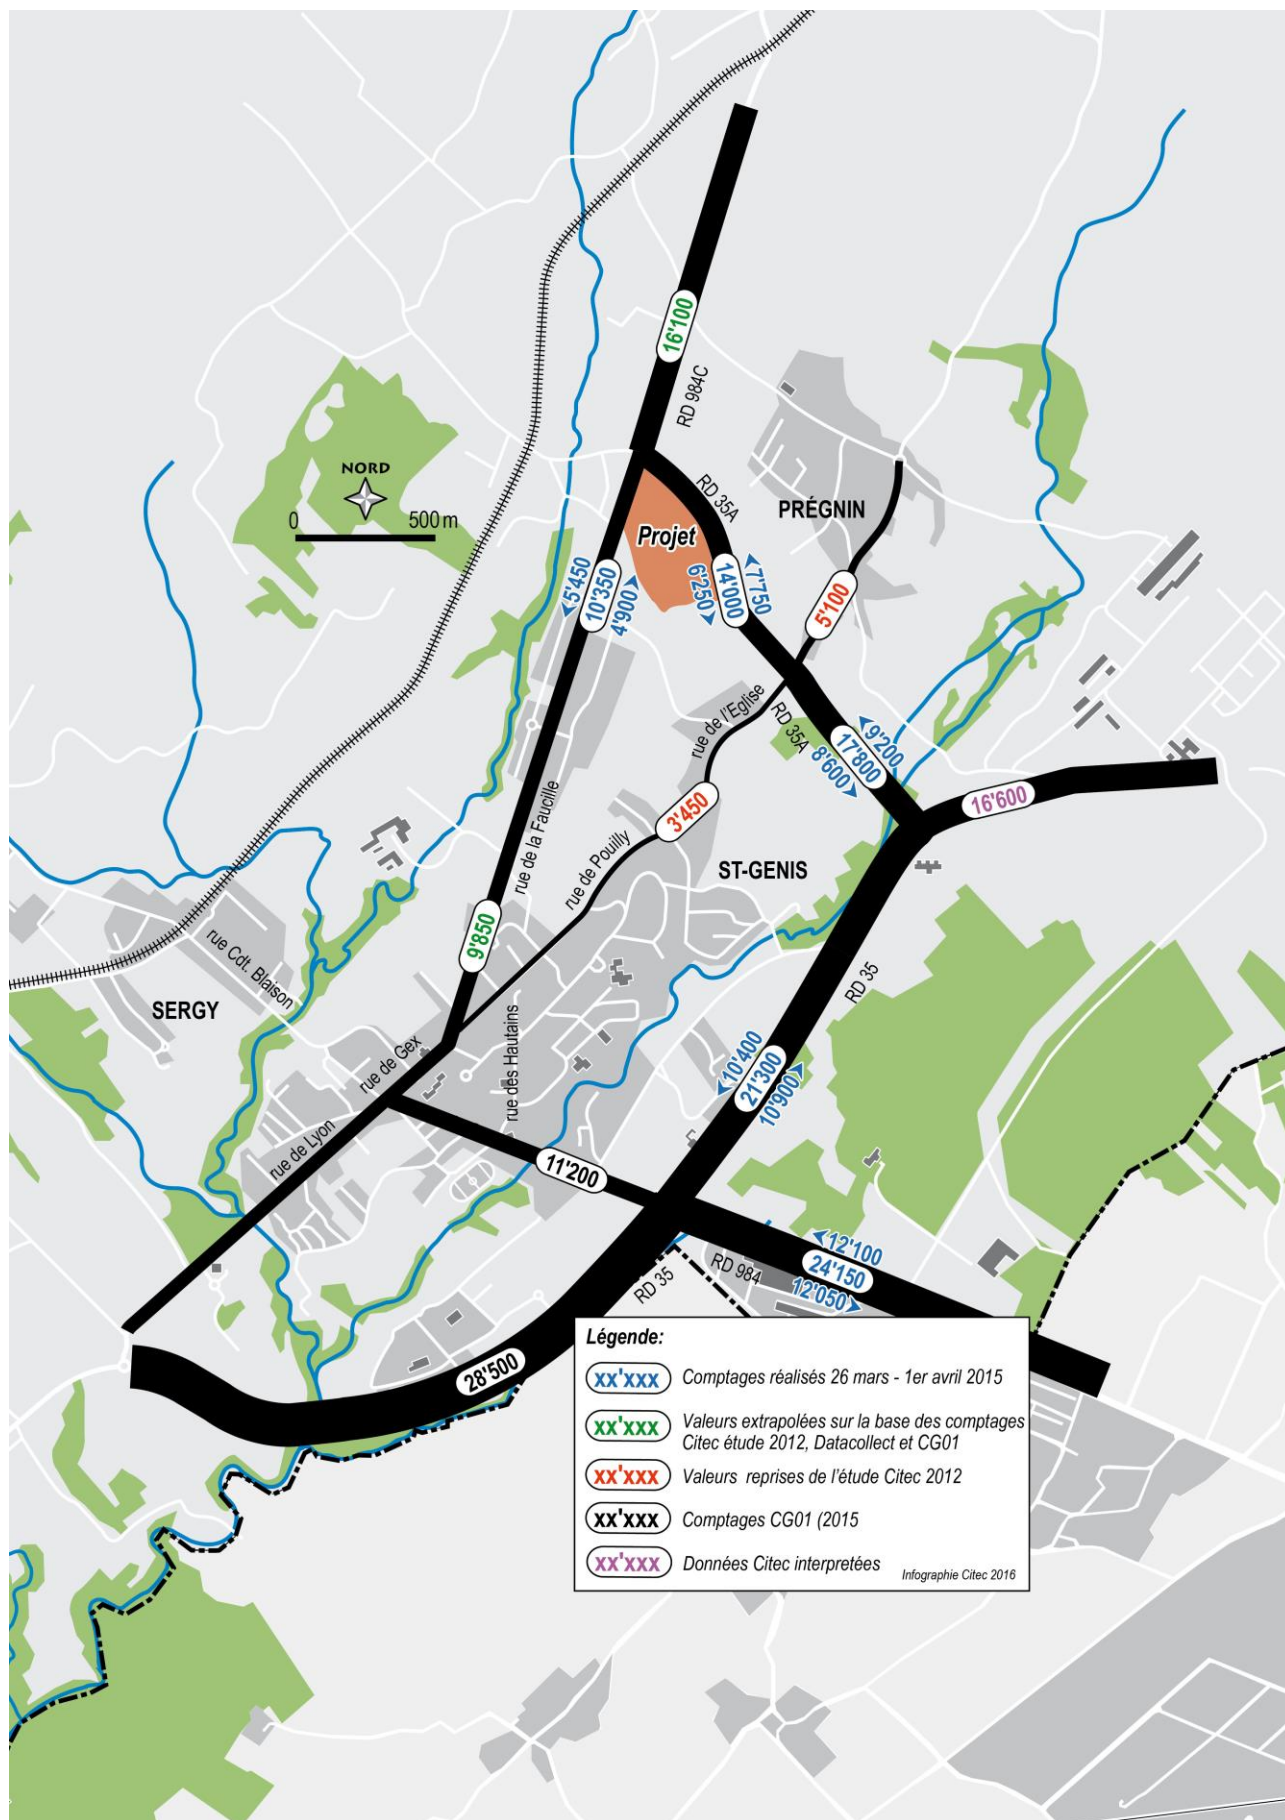 16'100
RD 984C
NORD
0 500 m
RD 35A
PRÉGNIN
Projet
5'450
10'350
4'900
6'250
14'000
7'750
5'100
rue de l'Eglise
RD 35A
9'200
17'800
8'600
16'600
3'450
rue de la Faucille
rue de Pouilly
ST-GENIS
9'850
rue Cdt. Blaison
SERGY
RD 35
rue de Gex
rue des Hautains
10'400
21'300
10'900
rue de Lyon
11'200
12'100
24'150
12'050
RD 984
RD 35
28'500
Légende:
xx'xxx Comptages réalisés 26 mars - 1er avril 2015
xx'xxx Valeurs extrapolées sur la base des comptages
Citec étude 2012, Datacollect et CG01
xx'xxx Valeurs reprises de l'étude Citec 2012
xx'xxx Comptages CG01 (2015
xx'xxx Données Citec interpretées
Infographie Citec 2016